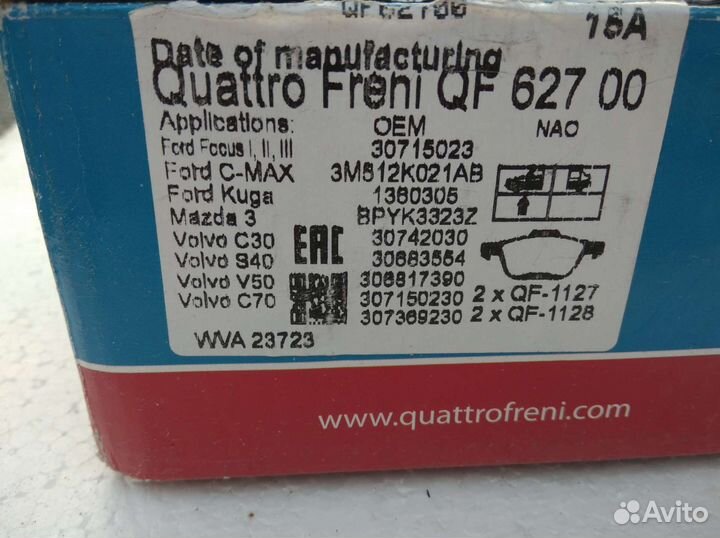 QF62700
18A
Date of manufacturing
Quattro Freni QF 627 00
Applications: OEM NAO
Ford Focus I, II, III 30715023
Ford C-MAX 3M512K021AB
Ford Kuga 1360305
Mazda 3 BPYK3323Z
Volvo C30 EAC 30742030
Volvo S40 30683554
Volvo V50 306817390
Volvo C70 307150230 2 x QF-1127
307369230 2 x QF-1128
WVA 23723
www.quattrofreni.com
Avito